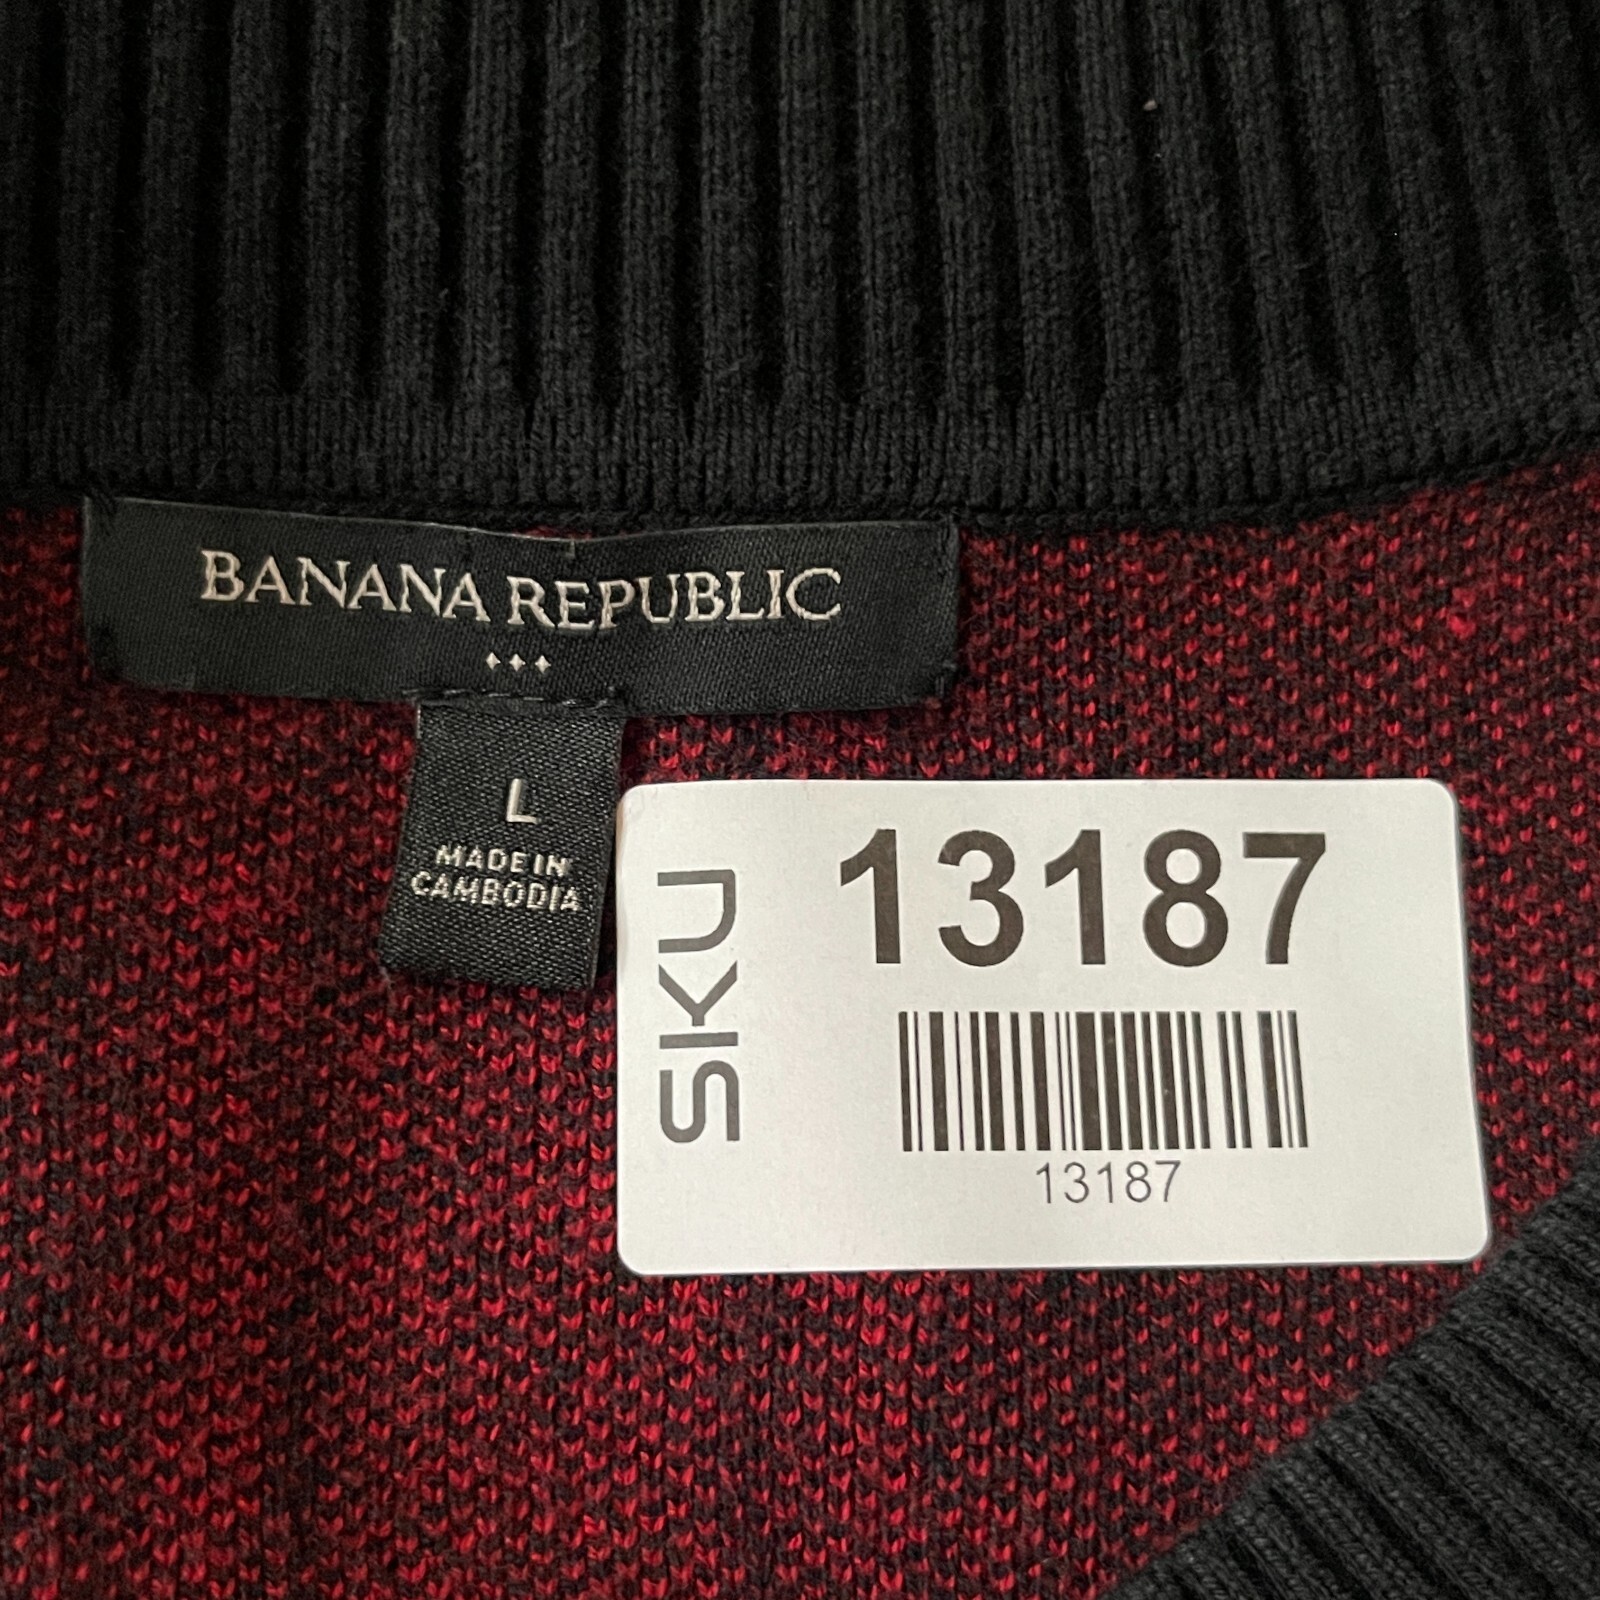 BANANA REPUBLIC
L
MADE IN
CAMBODIA
SKU
13187
13187